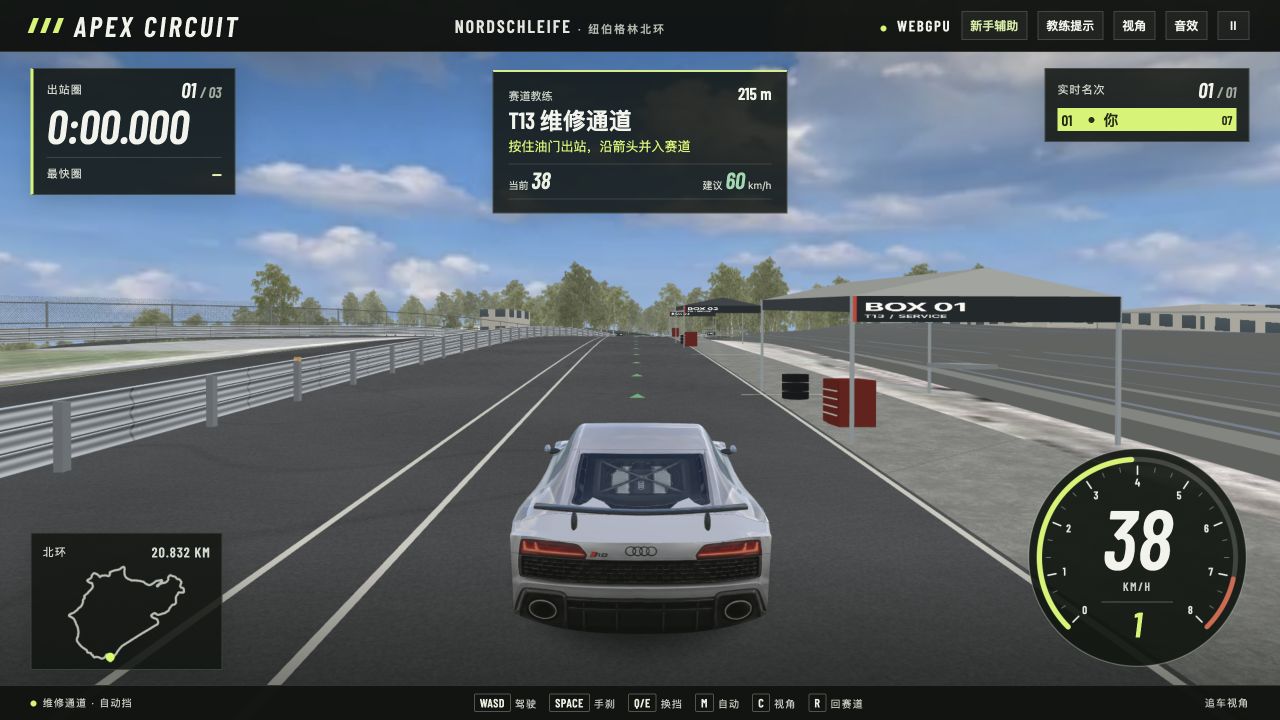 APEX CIRCUIT
NORDSCHLEIFE · 纽伯格林北环
WEBGPU
新手辅助
教练提示
视角
音效
出站圈 01 / 03
0:00.000
最快圈 –
赛道教练 215 m
T13 维修通道
按住油门出站，沿箭头并入赛道
当前 38 建议 60 km/h
实时名次 01 / 01
01 • 你 07
BOX 01
T13 / SERVICE
北环 20.832 KM
0 1 2 3 4 5 6 7 8
38
KM/H
1
维修通道 · 自动挡
WASD 驾驶 SPACE 手刹 Q/E 换挡 M 自动 C 视角 R 回赛道
追车视角